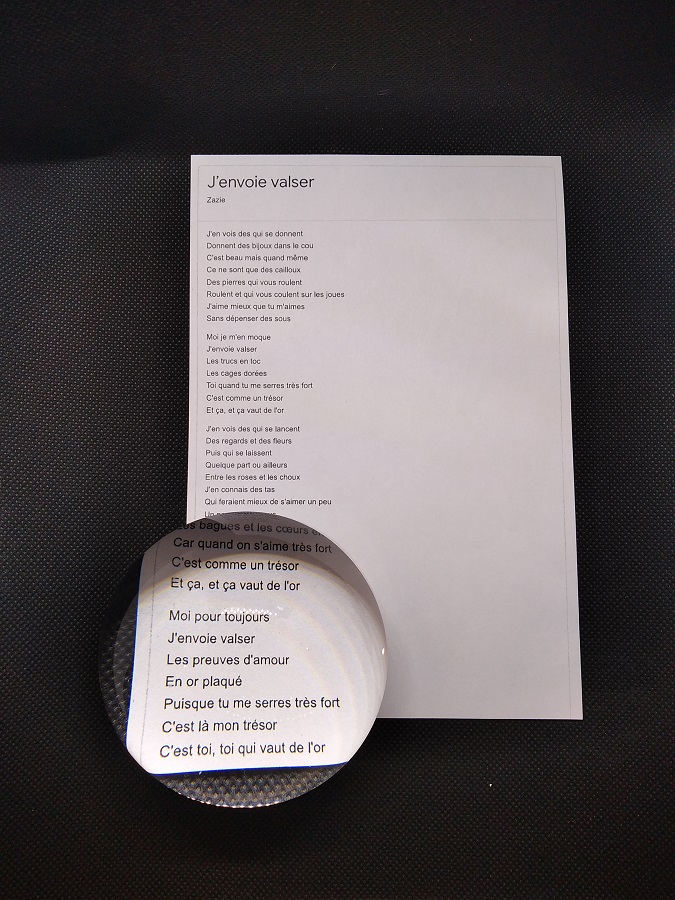 J'envoie valser
Zazie
J'en vois des qui se donnent
Donnent des bijoux dans le cou
C'est beau mais quand même
Ce ne sont que des cailloux
Des pierres qui vous roulent
Roulent et qui vous coulent sur les joues
J'aime mieux que tu m'aimes
Sans dépenser des sous
Moi je m'en moque
J'envoie valser
Les trucs en toc
Les cages dorées
Toi quand tu me serres très fort
C'est comme un trésor
Et ça, et ça vaut de l'or
J'en vois des qui se lancent
Des regards et des fleurs
Puis qui se laissent
Quelque part ou ailleurs
Entre les roses et les choux
J'en connais des tas
Qui feraient mieux de s'aimer un peu
Un
bagues et les cœurs
Car quand on s'aime très fort
C'est comme un trésor
Et ça, et ça vaut de l'or
Moi pour toujours
J'envoie valser
Les preuves d'amour
En or plaqué
Puisque tu me serres très fort
C'est là mon trésor
C'est toi, toi qui vaut de l'or